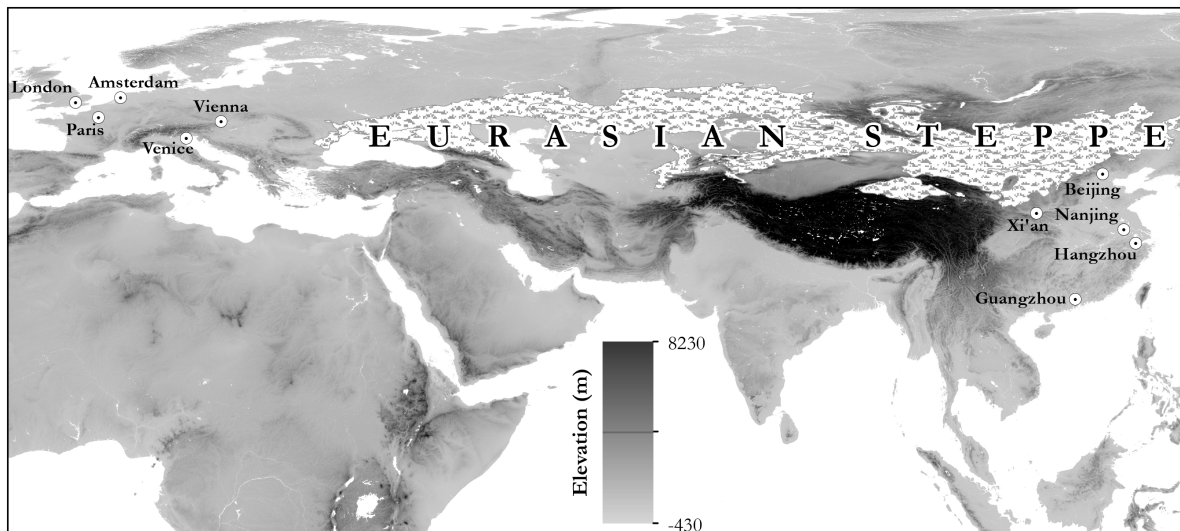 London
Amsterdam
Paris
Vienna
Venice
EURASIAN STEPPE
Beijing
Xi'an
Nanjing
Hangzhou
Guangzhou
Elevation (m)
8230
-430